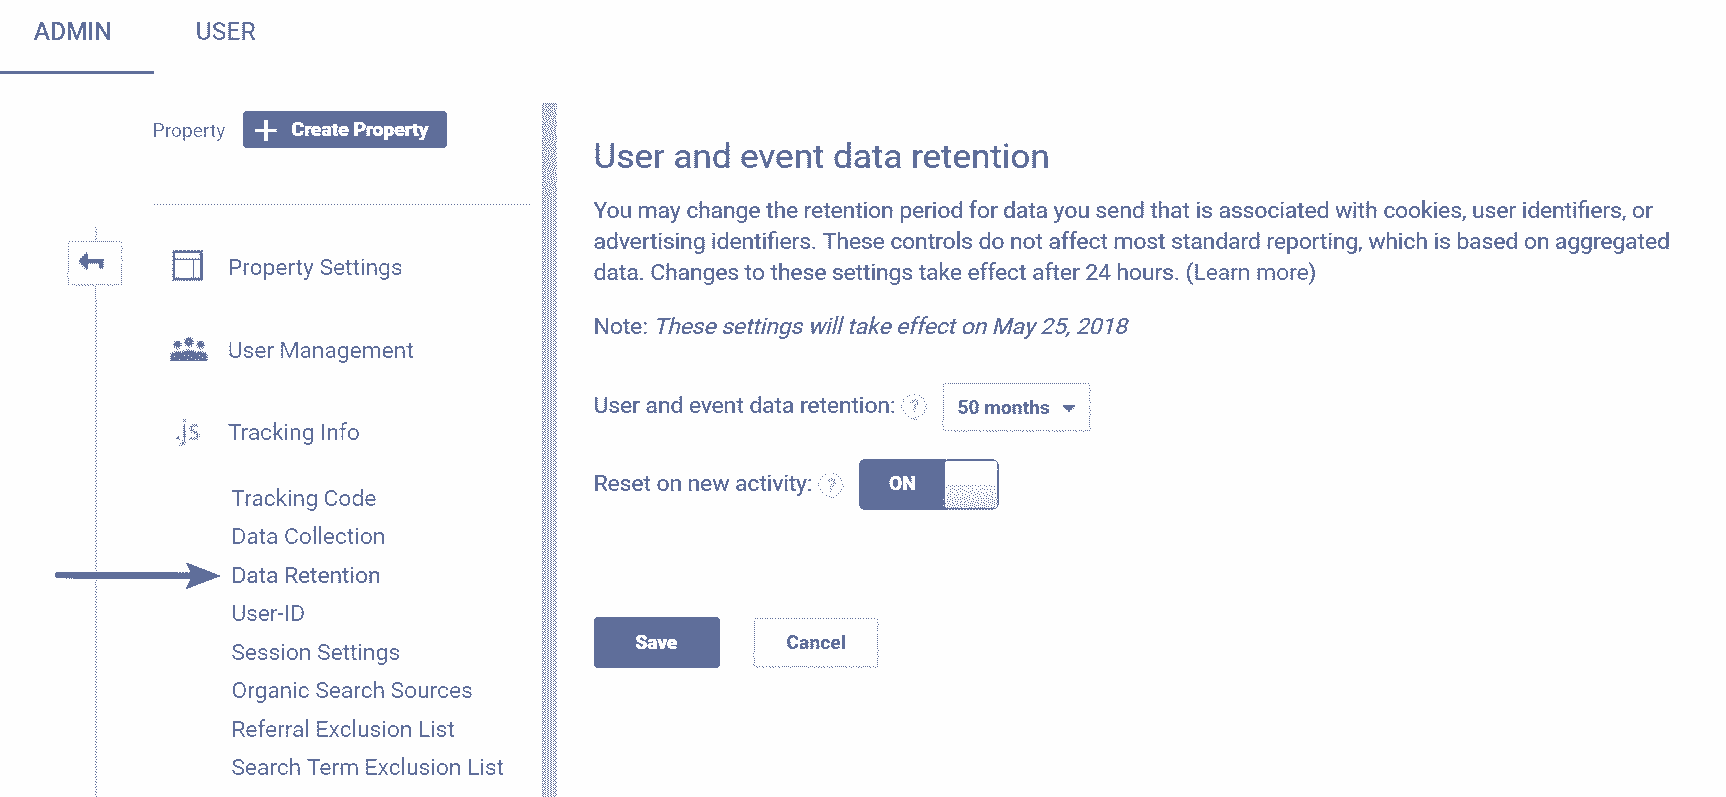 ADMIN USER
Property + Create Property
Property Settings
User Management
.js Tracking Info
Tracking Code
Data Collection
Data Retention
User-ID
Session Settings
Organic Search Sources
Referral Exclusion List
Search Term Exclusion List
User and event data retention
You may change the retention period for data you send that is associated with cookies, user identifiers, or
advertising identifiers. These controls do not affect most standard reporting, which is based on aggregated
data. Changes to these settings take effect after 24 hours. (Learn more)
Note: These settings will take effect on May 25, 2018
User and event data retention: ? 50 months
Reset on new activity: ? ON
Save Cancel